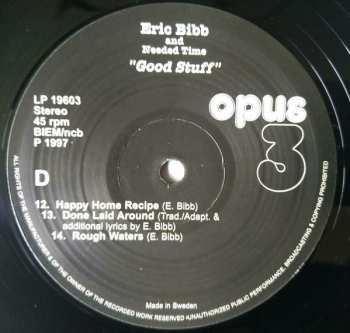 Eric Bibb
and
Needed Time
"Good Stuff"
LP 19603
Stereo
45 rpm
BIEM/ncb
P 1997
opus
3
D
12. Happy Home Recipe (E. Bibb)
13. Done Laid Around (Trad./Adapt. &
additional lyrics by E. Bibb)
14. Rough Waters (E. Bibb)
Made in Sweden
ALL RIGHTS OF THE MANUFACTURER & OF THE OWNER OF THE RECORDED WORK RESERVED #UNAUTHORIZED PUBLIC PERFORMANCE, BROADCASTING & COPYING PROHIBITED